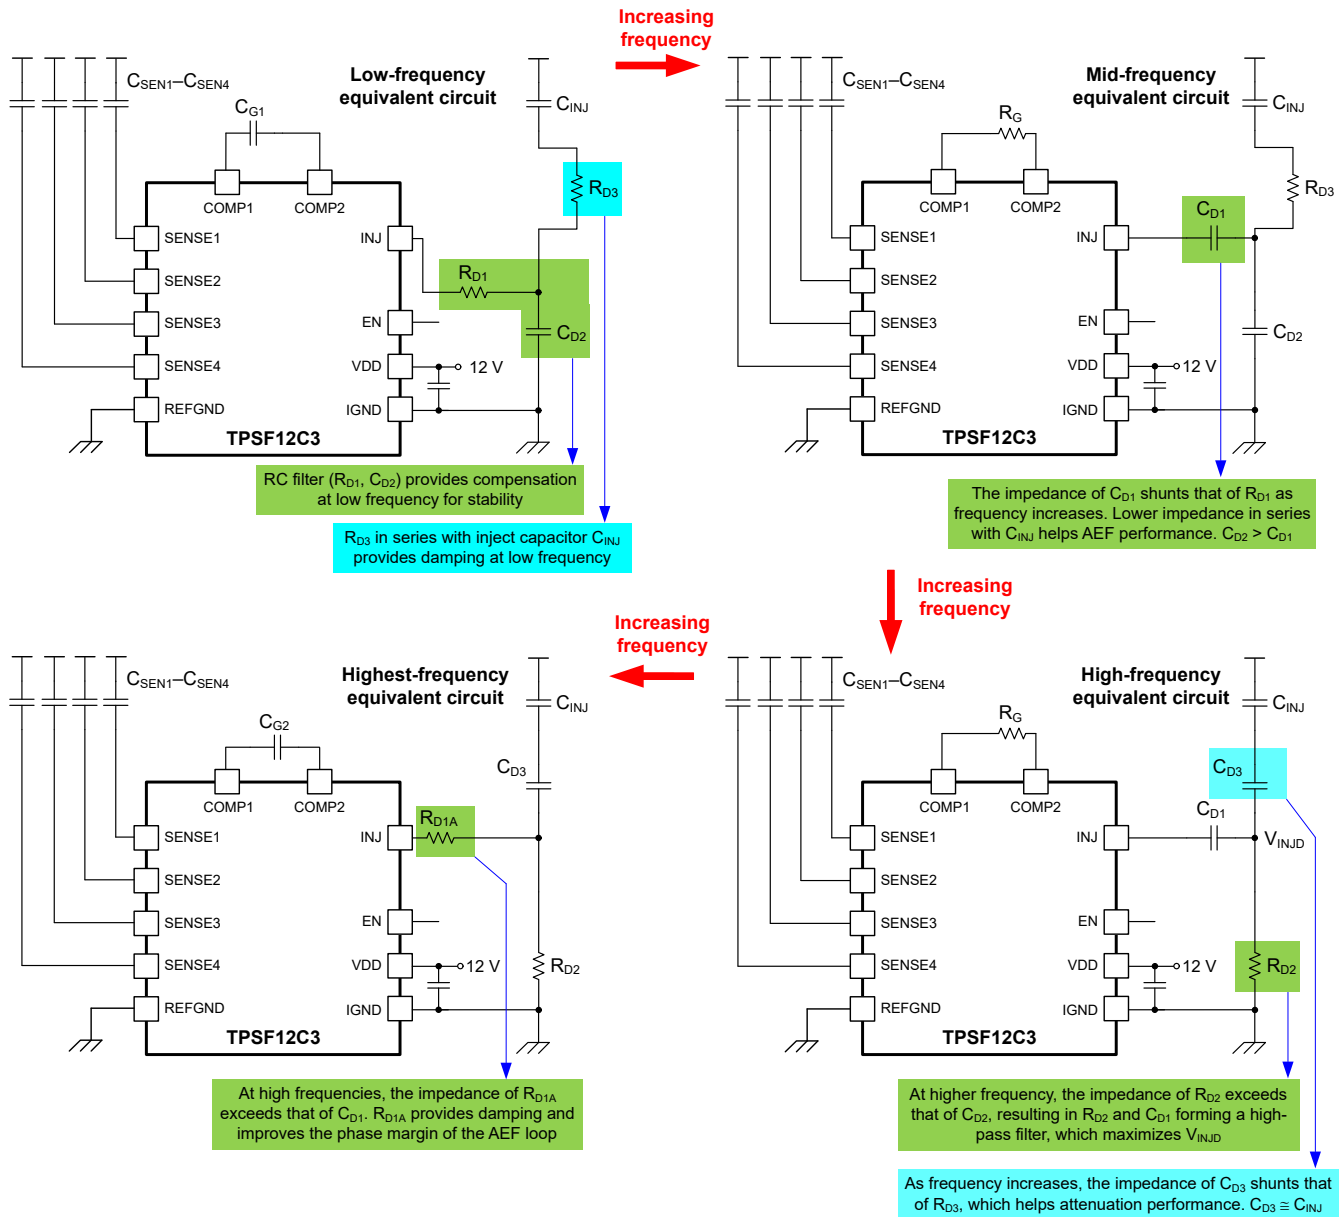 Increasing
frequency
Low-frequency
equivalent circuit
CSEN1–CSEN4
CINJ
CG1
RD3
COMP1
COMP2
SENSE1
SENSE2
SENSE3
SENSE4
REFGND
INJ
EN
VDD
IGND
RD1
CD2
12 V
TPSF12C3
RC filter (RD1, CD2) provides compensation
at low frequency for stability
RD3 in series with inject capacitor CINJ
provides damping at low frequency
Mid-frequency
equivalent circuit
CSEN1–CSEN4
CINJ
RG
RD3
CD1
COMP1
COMP2
SENSE1
SENSE2
SENSE3
SENSE4
REFGND
INJ
EN
VDD
IGND
CD2
12 V
TPSF12C3
The impedance of CD1 shunts that of RD1 as
frequency increases. Lower impedance in series
with CINJ helps AEF performance. CD2 > CD1
Increasing
frequency
Increasing
frequency
Highest-frequency
equivalent circuit
CSEN1–CSEN4
CINJ
CG2
CD3
COMP1
COMP2
RD1A
SENSE1
SENSE2
SENSE3
SENSE4
REFGND
INJ
EN
VDD
IGND
12 V
RD2
TPSF12C3
At high frequencies, the impedance of RD1A
exceeds that of CD1. RD1A provides damping and
improves the phase margin of the AEF loop
High-frequency
equivalent circuit
CSEN1–CSEN4
CINJ
RG
CD3
CD1
VINJD
COMP1
COMP2
SENSE1
SENSE2
SENSE3
SENSE4
REFGND
INJ
EN
VDD
IGND
12 V
RD2
TPSF12C3
At higher frequency, the impedance of RD2 exceeds
that of CD2, resulting in RD2 and CD1 forming a high-
pass filter, which maximizes VINJD
As frequency increases, the impedance of CD3 shunts that
of RD3, which helps attenuation performance. CD3 ≅ CINJ